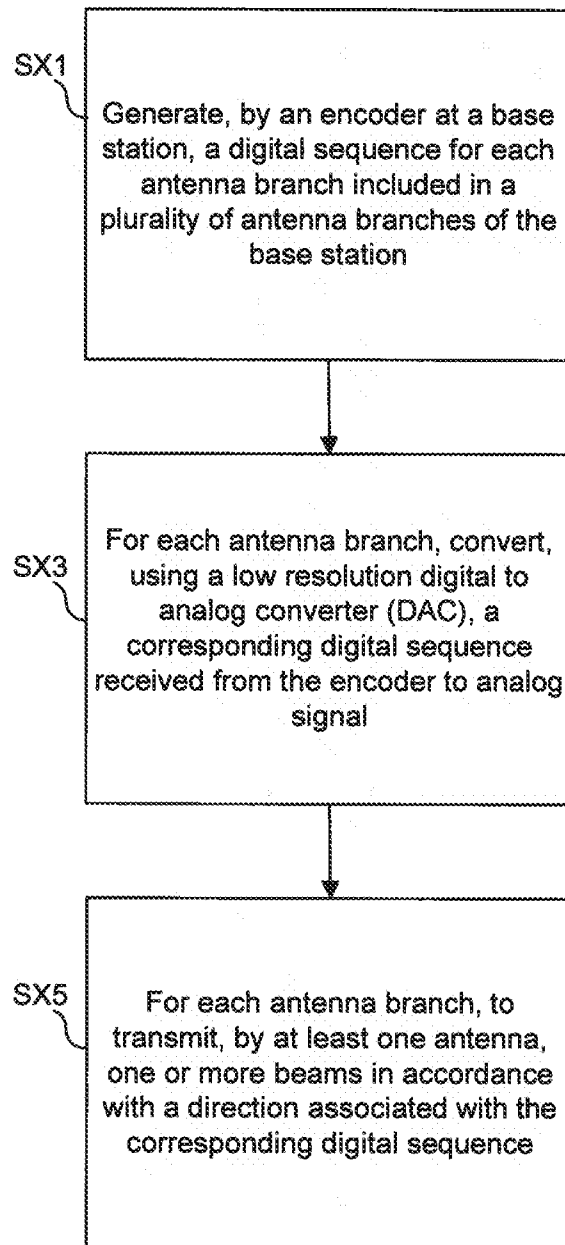 SX1
Generate, by an encoder at a base
station, a digital sequence for each
antenna branch included in a
plurality of antenna branches of the
base station
SX3
For each antenna branch, convert,
using a low resolution digital to
analog converter (DAC), a
corresponding digital sequence
received from the encoder to analog
signal
SX5
For each antenna branch, to
transmit, by at least one antenna,
one or more beams in accordance
with a direction associated with the
corresponding digital sequence